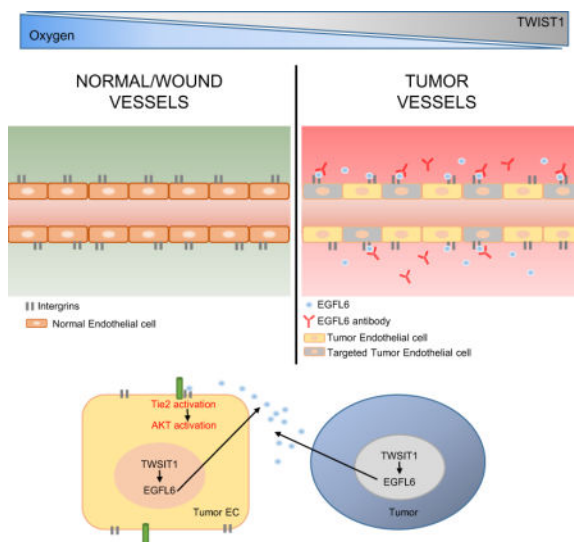 TWIST1
Oxygen
NORMAL/WOUND
VESSELS
TUMOR
VESSELS
Intergrins
Normal Endothelial cell
EGFL6
EGFL6 antibody
Tumor Endothelial cell
Targeted Tumor Endothelial cell
Tie2 activation
AKT activation
TWSIT1
EGFL6
Tumor EC
TWSIT1
EGFL6
Tumor